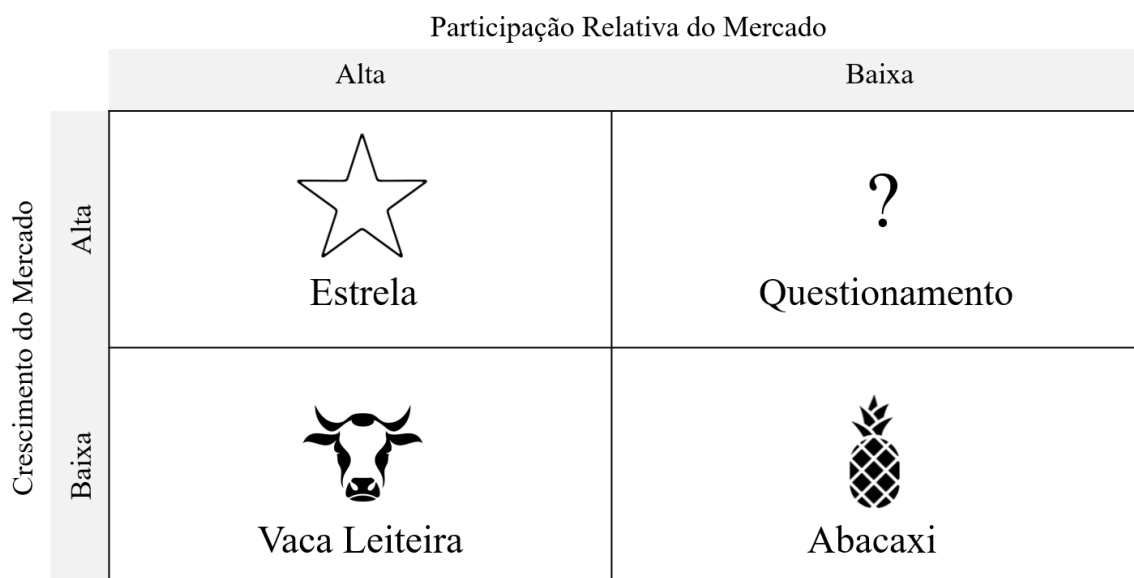 Participação Relativa do Mercado
Alta
Baixa
Crescimento do Mercado
Alta
?
Estrela
Questionamento
Baixa
Vaca Leiteira
Abacaxi